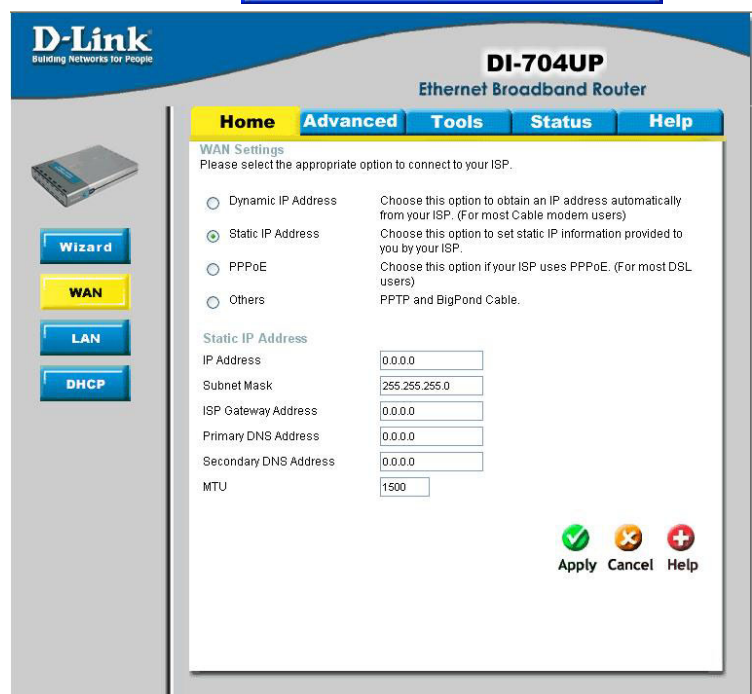 D-Link
Building Networks for People
DI-704UP
Ethernet Broadband Router
Home Advanced Tools Status Help
WAN Settings
Please select the appropriate option to connect to your ISP.
Dynamic IP Address Choose this option to obtain an IP address automatically
from your ISP. (For most Cable modem users)
Static IP Address Choose this option to set static IP information provided to
you by your ISP.
PPPoE Choose this option if your ISP uses PPPoE. (For most DSL
users)
Others PPTP and BigPond Cable.
Wizard
WAN
LAN
DHCP
Static IP Address
IP Address 0.0.0.0
Subnet Mask 255.255.255.0
ISP Gateway Address 0.0.0.0
Primary DNS Address 0.0.0.0
Secondary DNS Address 0.0.0.0
MTU 1500
Apply Cancel Help